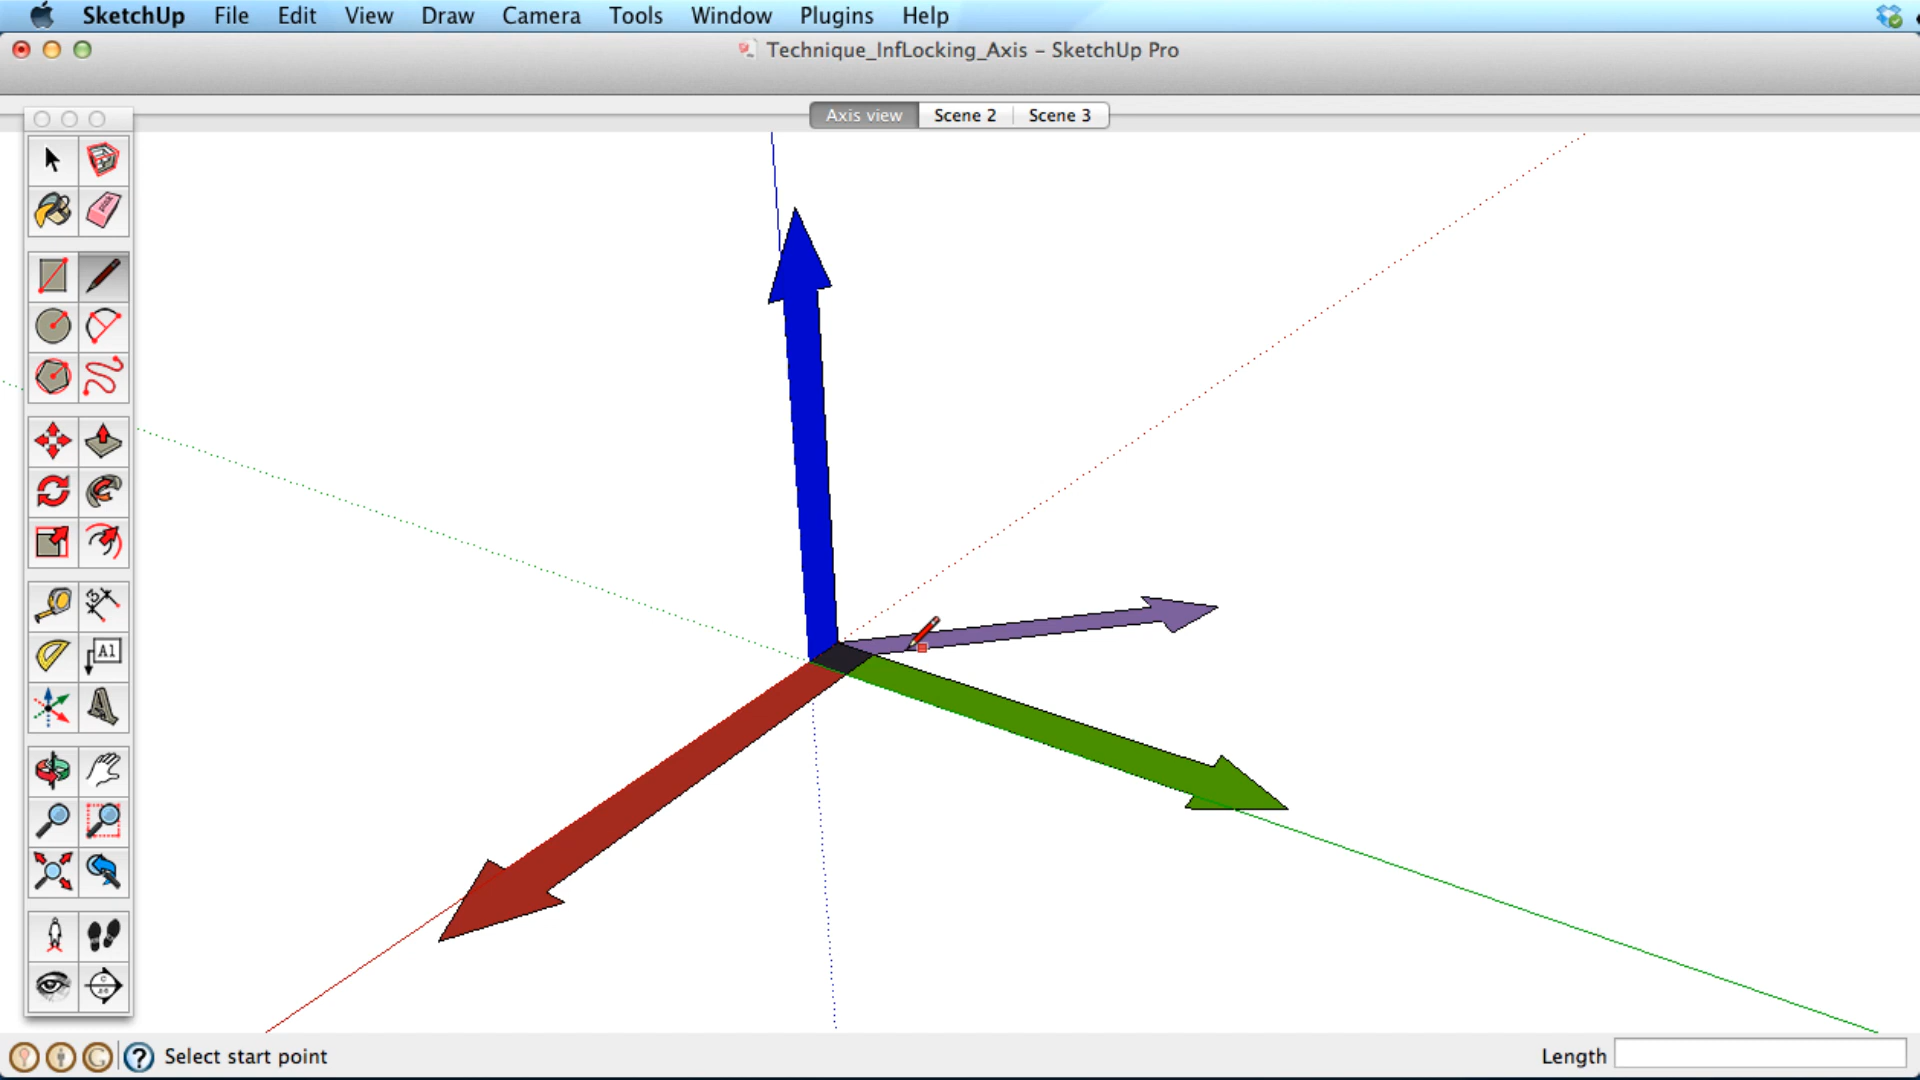 SketchUp File Edit View Draw Camera Tools Window Plugins Help
Technique_InfLocking_Axis – SketchUp Pro
Axis view Scene 2 Scene 3
A1
Select start point
Length